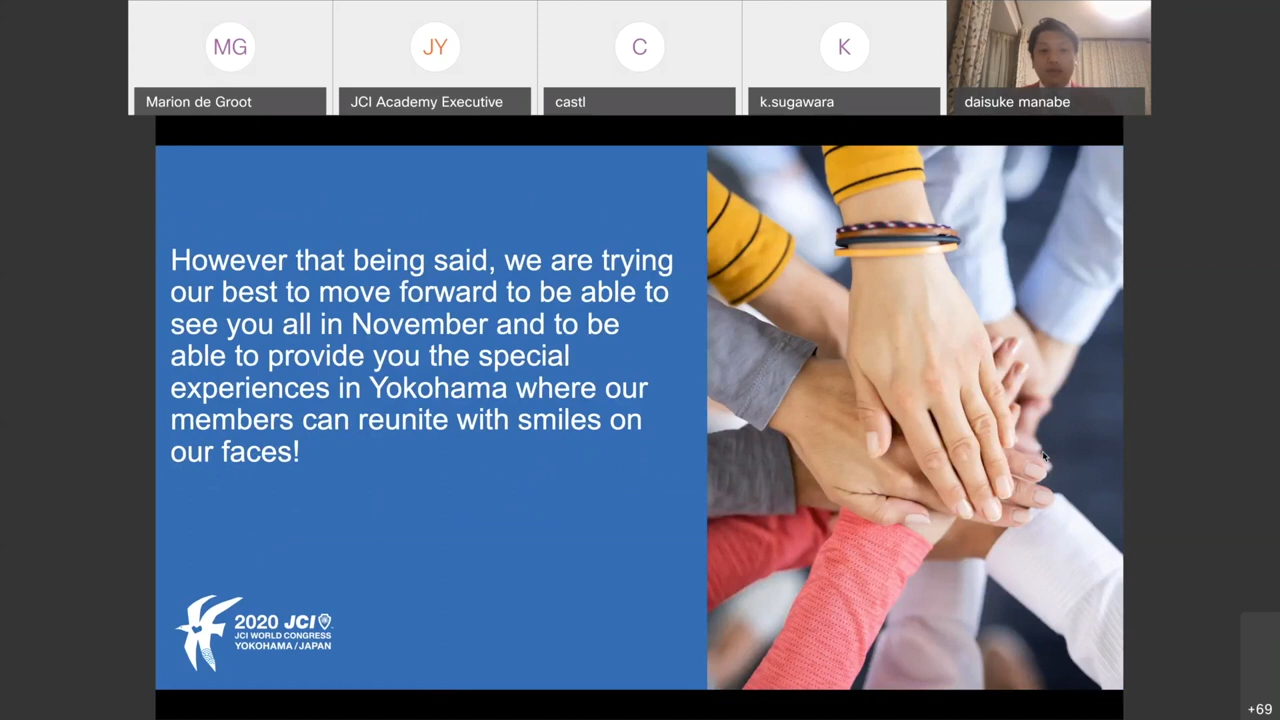 MG
JY
C
K
Marion de Groot
JCI Academy Executive
castl
k.sugawara
daisuke manabe
However that being said, we are trying
our best to move forward to be able to
see you all in November and to be
able to provide you the special
experiences in Yokohama where our
members can reunite with smiles on
our faces!
2020 JCI
JCI WORLD CONGRESS
YOKOHAMA / JAPAN
+69